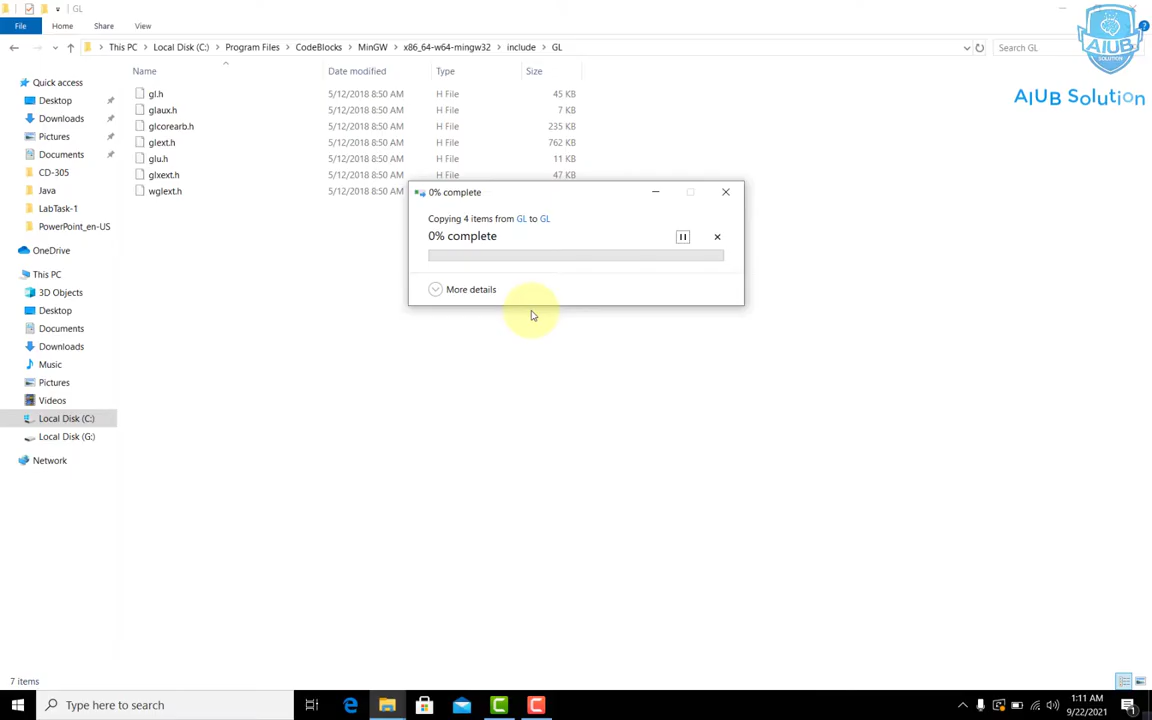 GL
File Home Share View
This PC Local Disk (C:) Program Files CodeBlocks MinGW x86_64-w64-mingw32 include GL
Search GL
AIUB
SOLUTION
AIUB Solution
Name Date modified Type Size
Quick access
Desktop
Downloads
Pictures
Documents
CD-305
Java
LabTask-1
PowerPoint_en-US
OneDrive
This PC
3D Objects
Desktop
Documents
Downloads
Music
Pictures
Videos
Local Disk (C:)
Local Disk (G:)
Network
gl.h 5/12/2018 8:50 AM H File 45 KB
glaux.h 5/12/2018 8:50 AM H File 7 KB
glcorearb.h 5/12/2018 8:50 AM H File 235 KB
glext.h 5/12/2018 8:50 AM H File 762 KB
glu.h 5/12/2018 8:50 AM H File 11 KB
glxext.h 5/12/2018 8:50 AM H File 47 KB
wglext.h 5/12/2018 8:50 AM
0% complete
Copying 4 items from GL to GL
0% complete
More details
7 items
Type here to search
1:11 AM
9/22/2021
1